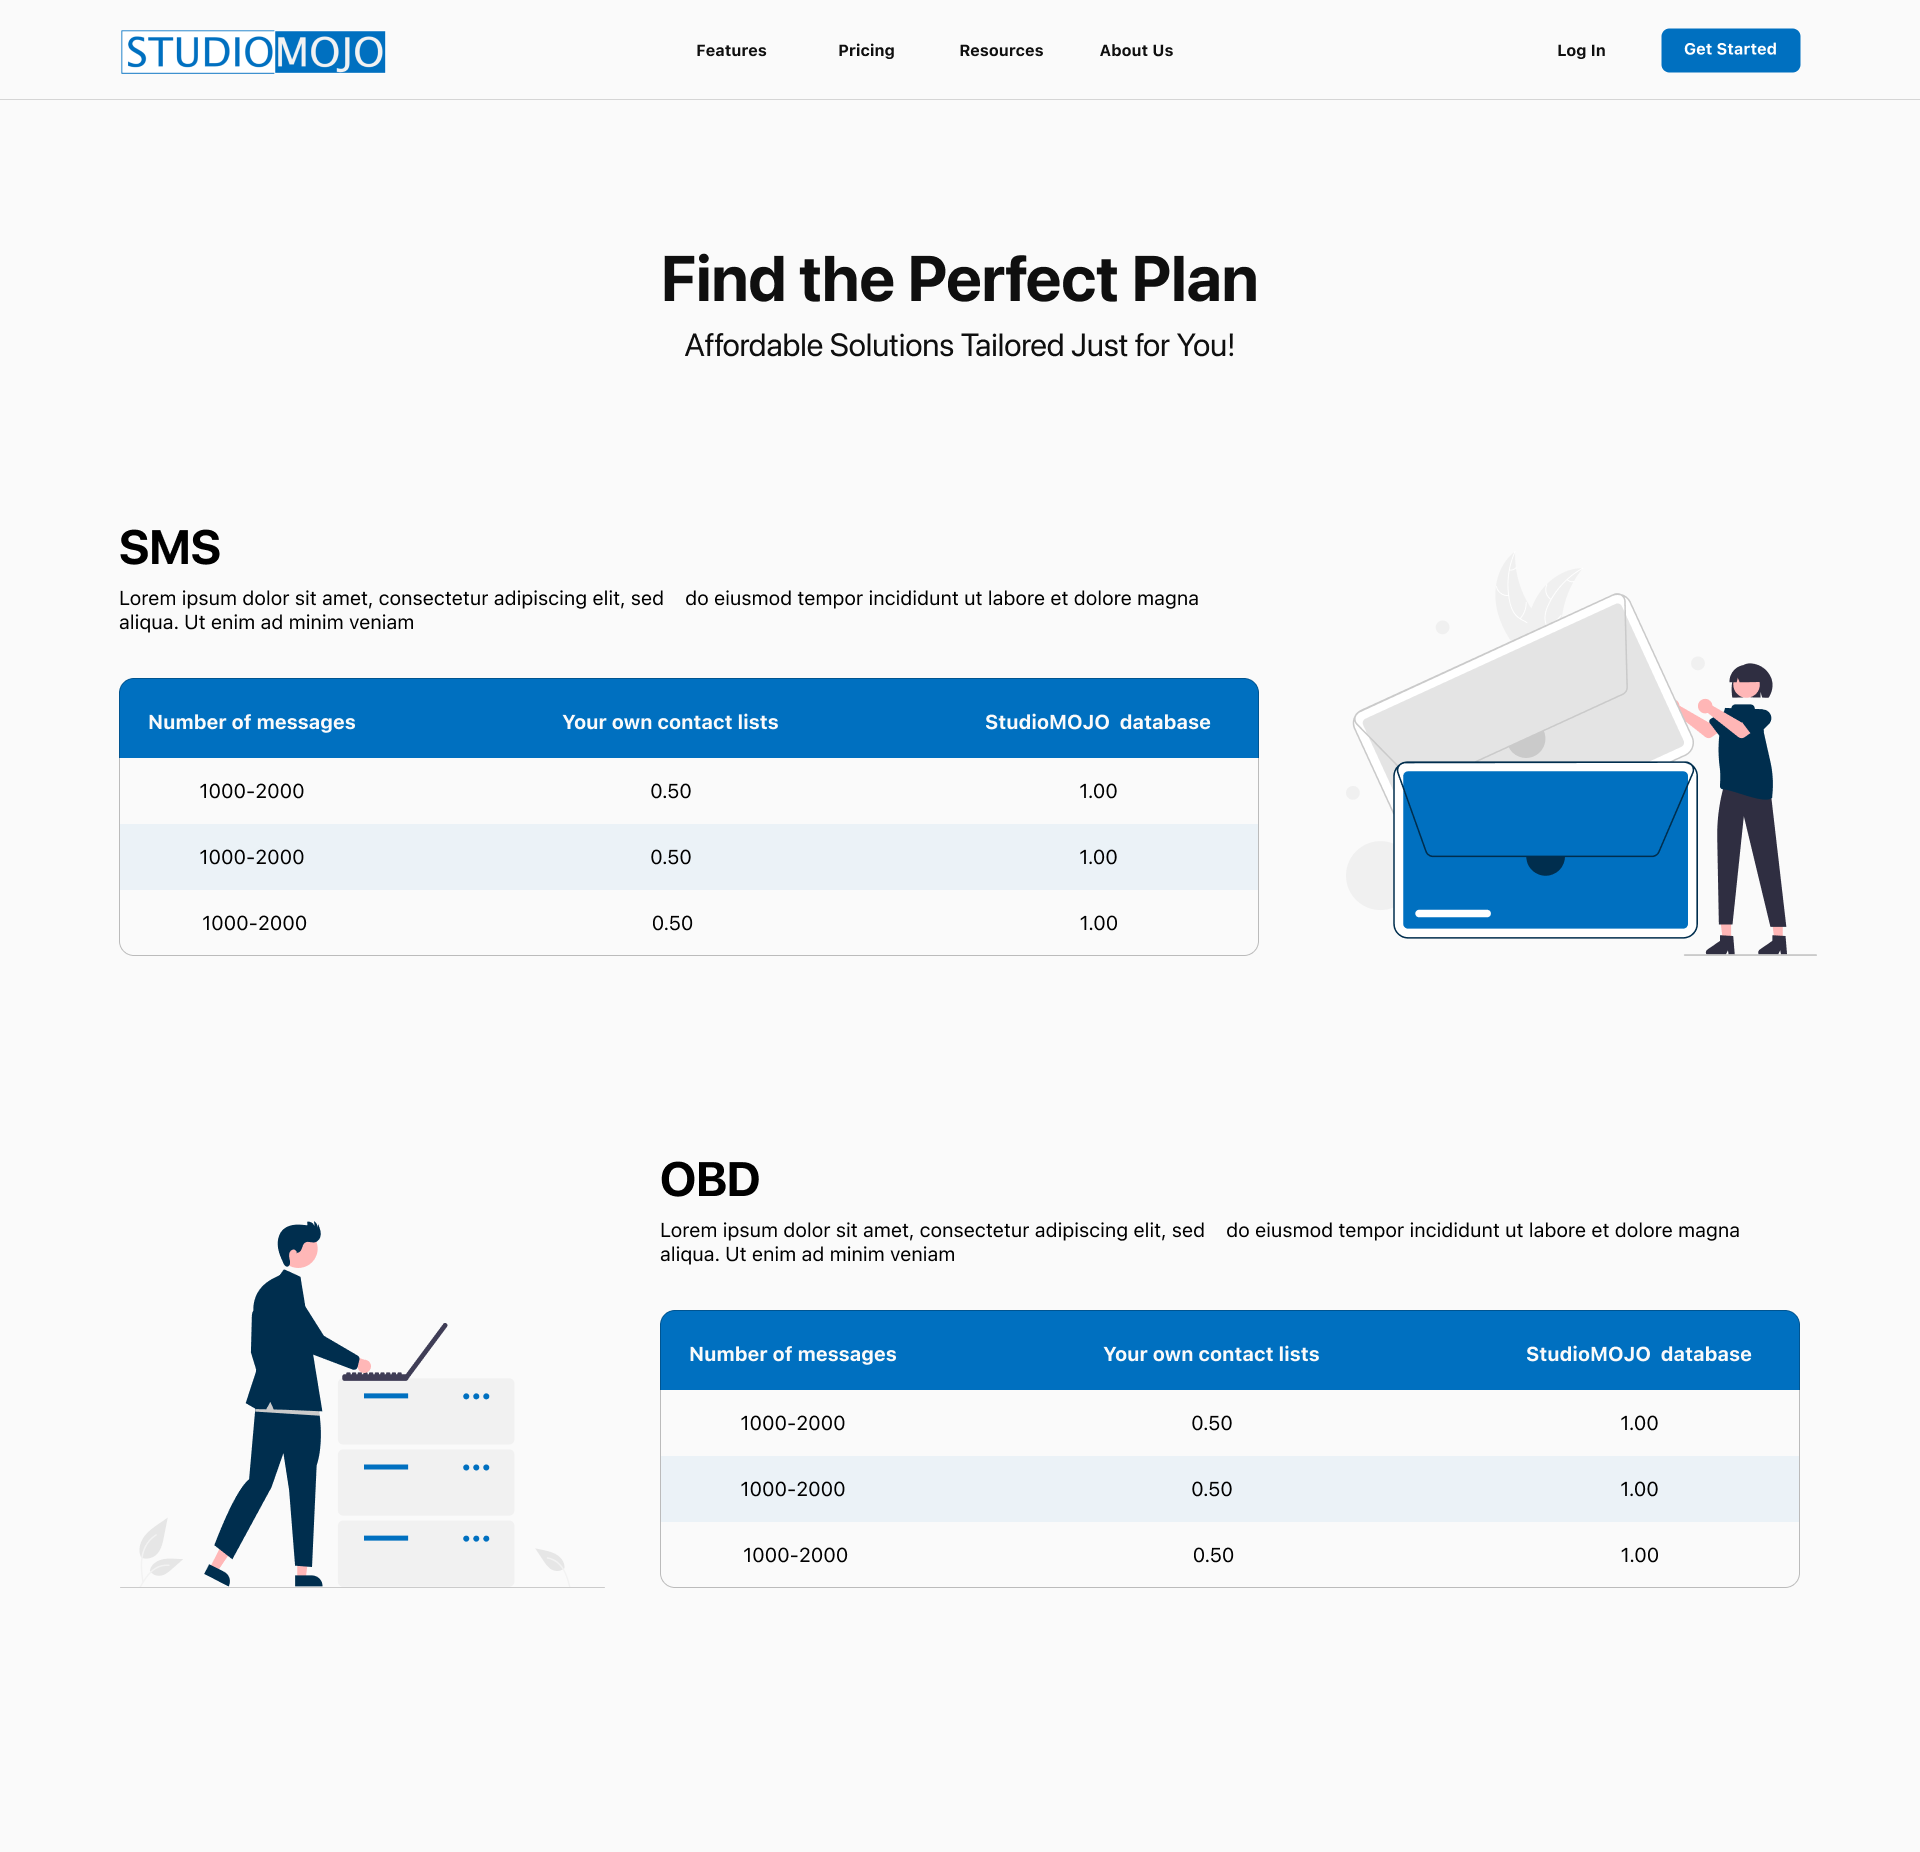 STUDIOMOJO
Features Pricing Resources About Us Log In Get Started
Find the Perfect Plan
Affordable Solutions Tailored Just for You!
SMS
Lorem ipsum dolor sit amet, consectetur adipiscing elit, sed do eiusmod tempor incididunt ut labore et dolore magna
aliqua. Ut enim ad minim veniam
Number of messages Your own contact lists StudioMOJO database
1000-2000 0.50 1.00
1000-2000 0.50 1.00
1000-2000 0.50 1.00
OBD
Lorem ipsum dolor sit amet, consectetur adipiscing elit, sed do eiusmod tempor incididunt ut labore et dolore magna
aliqua. Ut enim ad minim veniam
Number of messages Your own contact lists StudioMOJO database
1000-2000 0.50 1.00
1000-2000 0.50 1.00
1000-2000 0.50 1.00